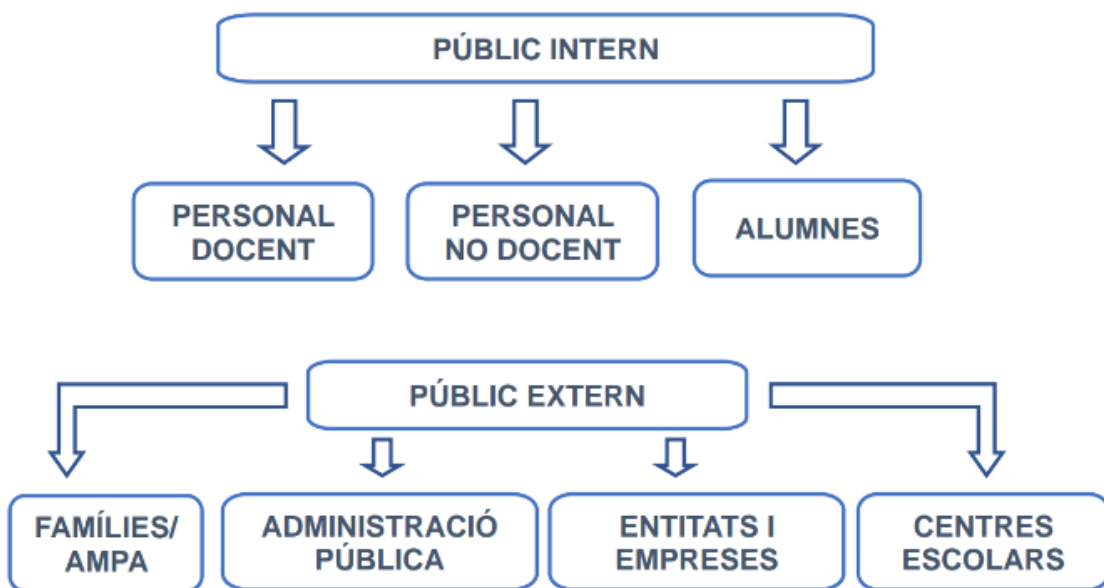 PÚBLIC INTERN
PERSONAL
DOCENT
PERSONAL
NO DOCENT
ALUMNES
PÚBLIC EXTERN
FAMÍLIES/
AMPA
ADMINISTRACIÓ
PÚBLICA
ENTITATS I
EMPRESES
CENTRES
ESCOLARS